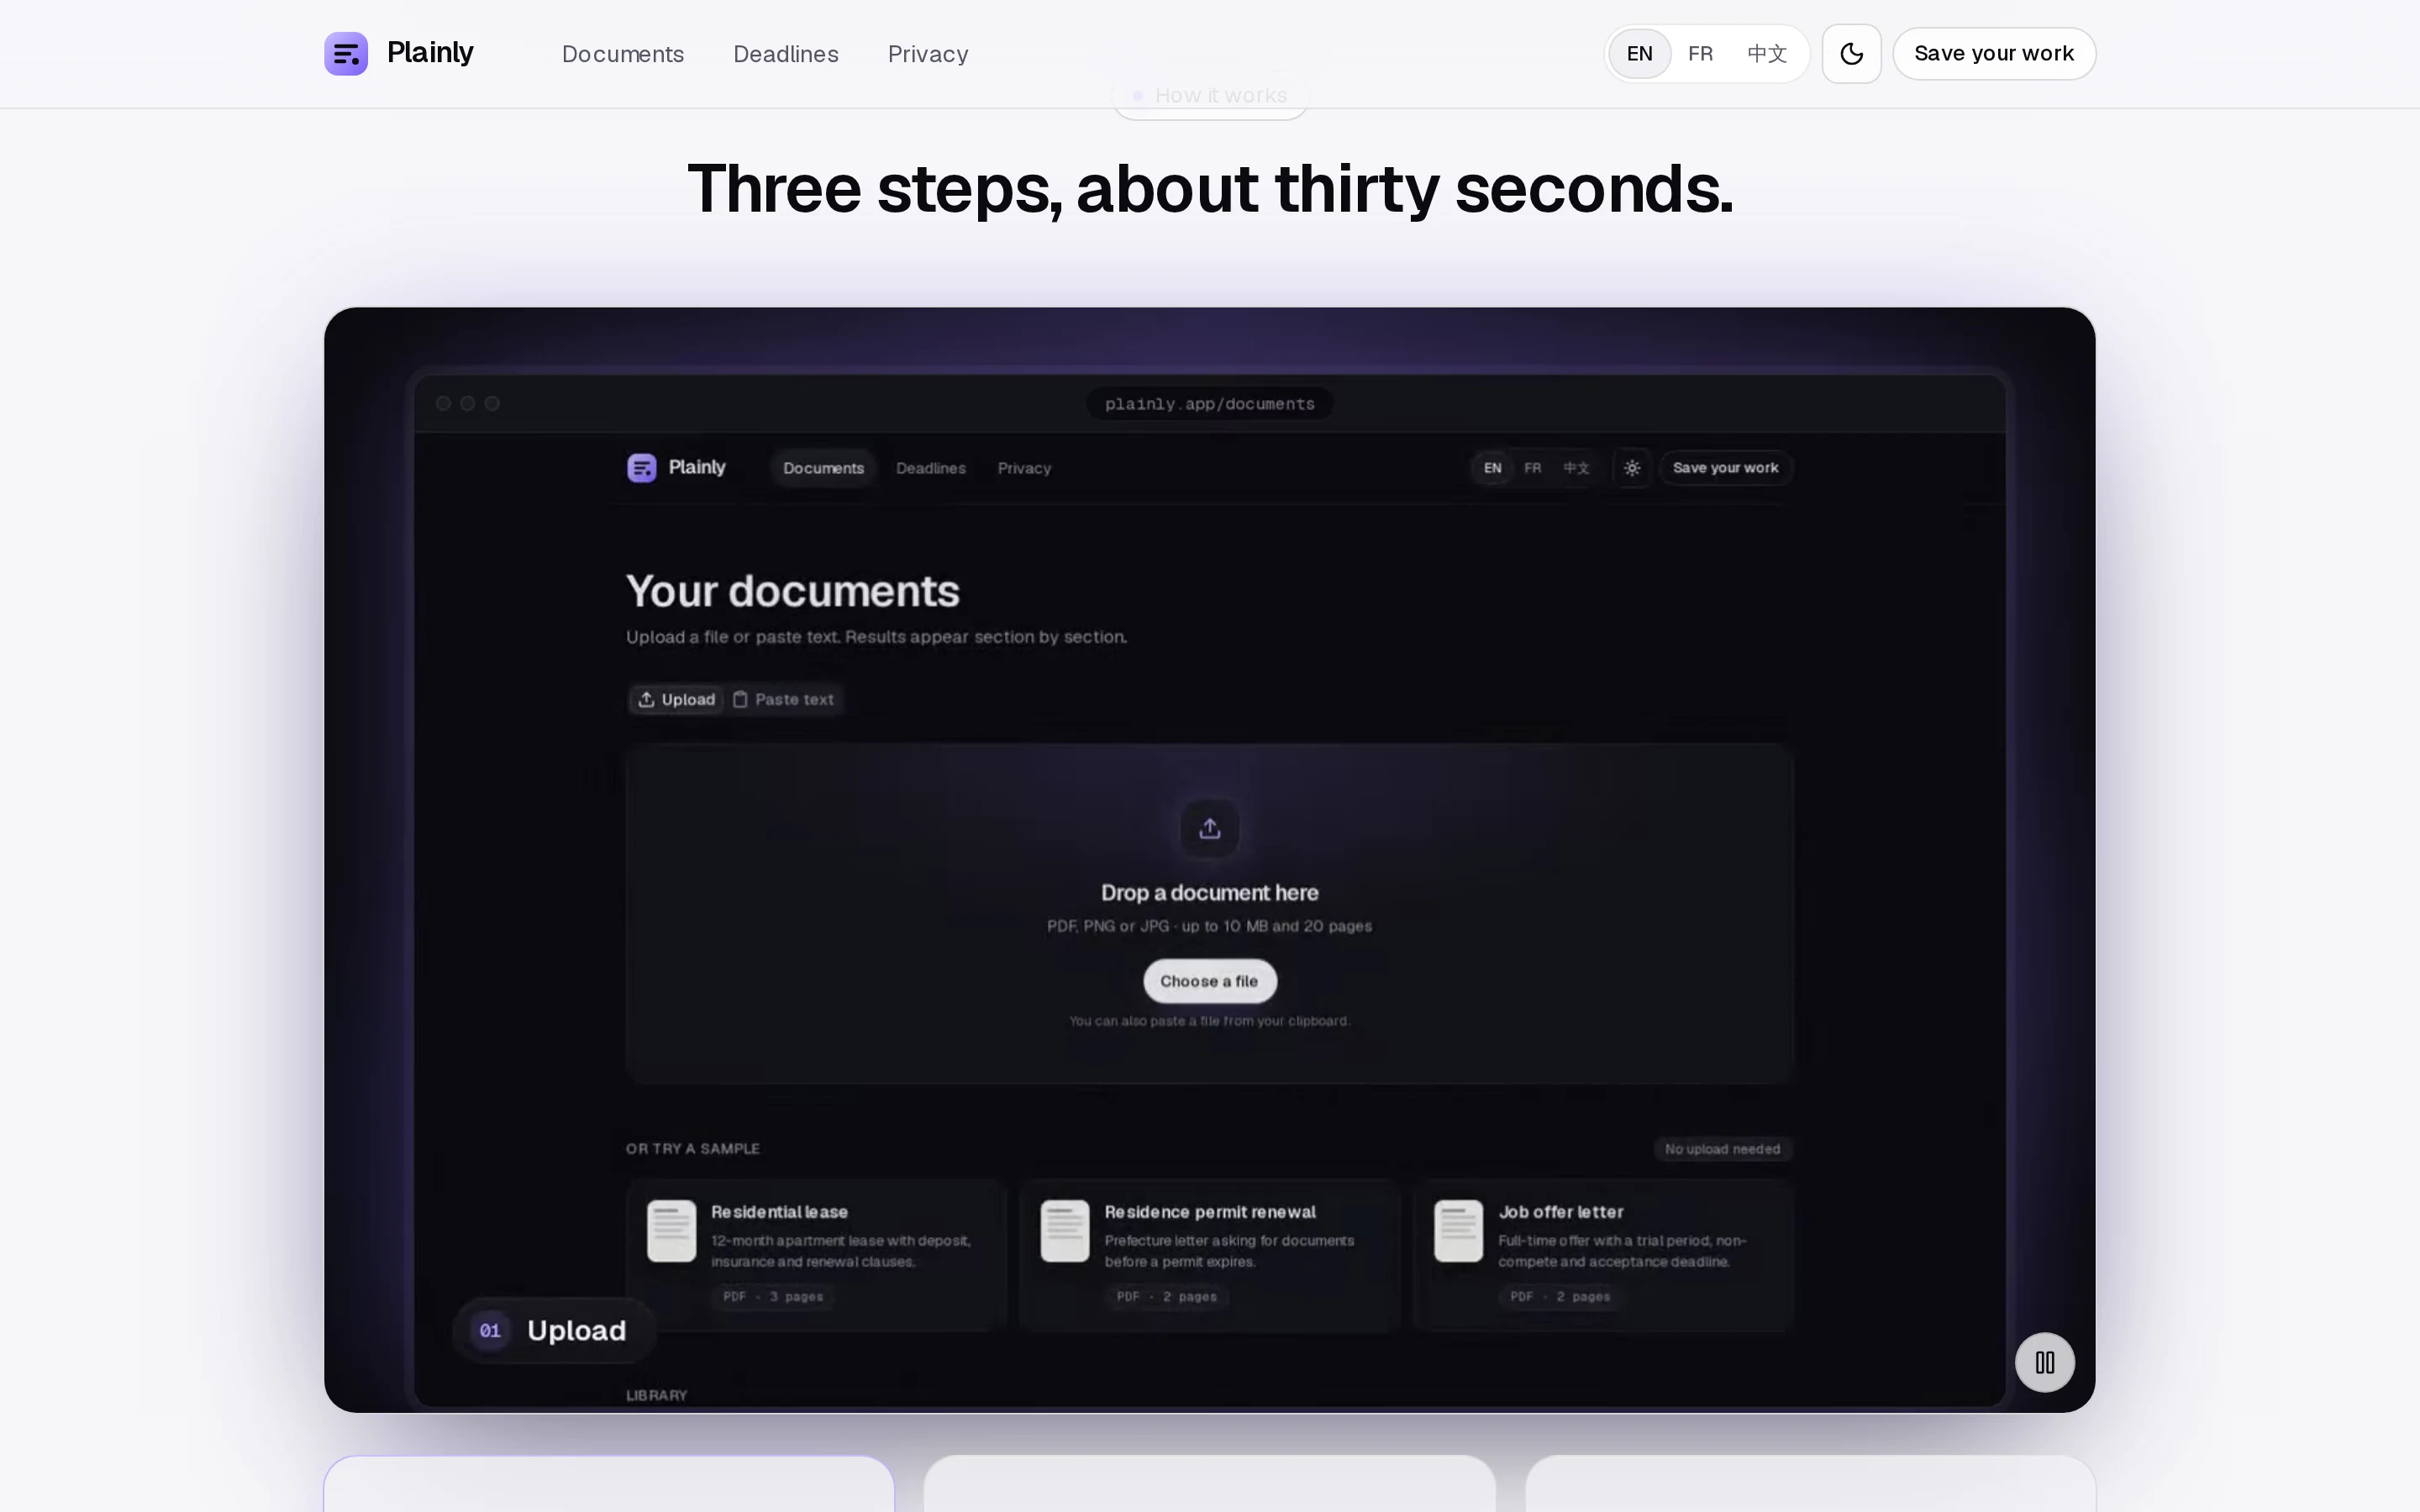 Plainly
Documents
Deadlines
Privacy
EN
FR
中文
Save your work
How it works
Three steps, about thirty seconds.
plainly.app/documents
Plainly
Documents
Deadlines
Privacy
EN
FR
中文
Save your work
Your documents
Upload a file or paste text. Results appear section by section.
Upload
Paste text
Drop a document here
PDF, PNG or JPG · up to 10 MB and 20 pages
Choose a file
You can also paste a file from your clipboard.
OR TRY A SAMPLE
No upload needed
Residential lease
12-month apartment lease with deposit,
insurance and renewal clauses.
PDF · 3 pages
Residence permit renewal
Prefecture letter asking for documents
before a permit expires.
PDF · 2 pages
Job offer letter
Full-time offer with a trial period, non-
compete and acceptance deadline.
PDF · 2 pages
01 Upload
LIBRARY